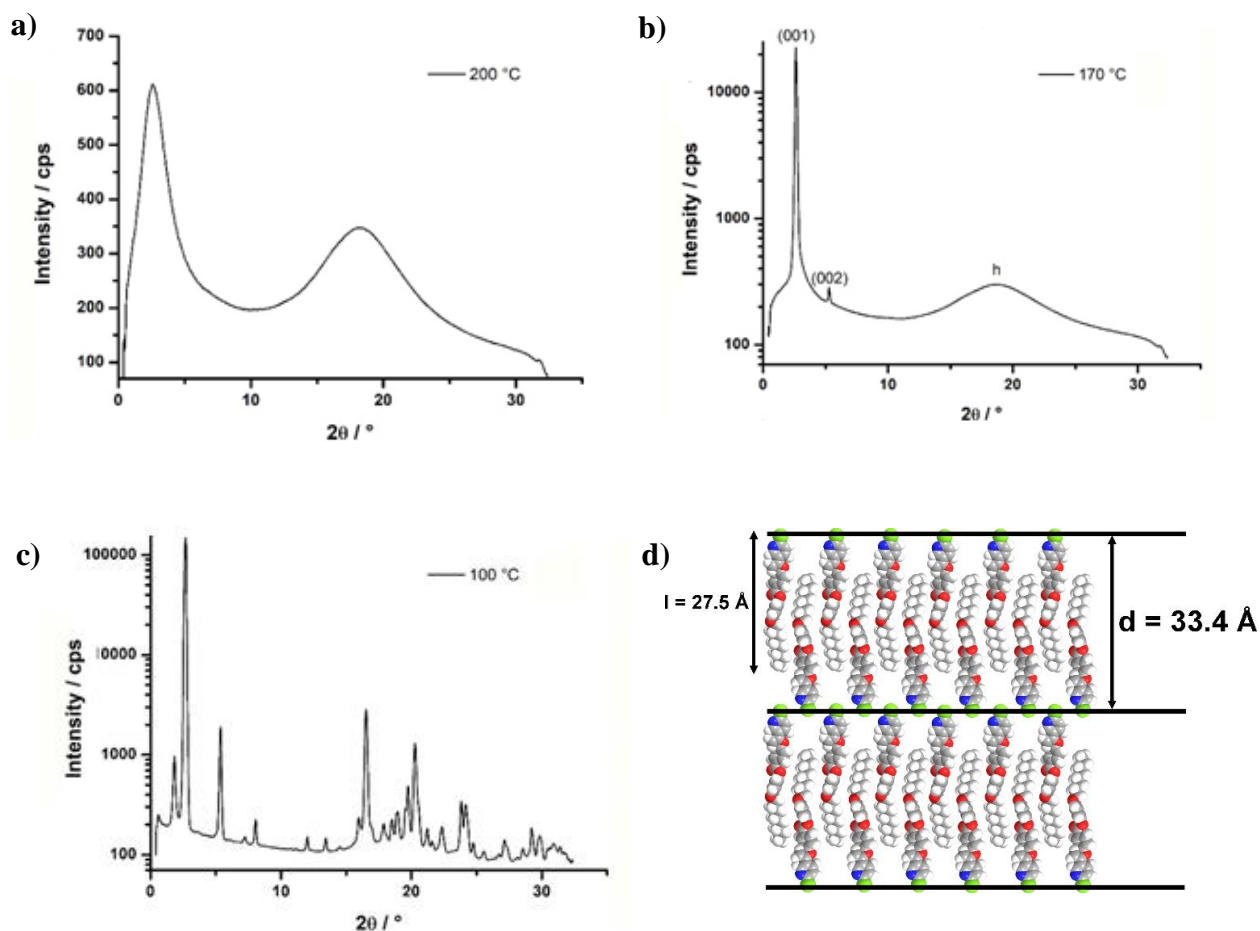 a)
700
600
500
400
300
200
100
Intensity / cps
200 °C
0 10 20 30
2θ / °
b)
(001)
170 °C
10000
1000
100
Intensity / cps
(002)
h
0 10 20 30
2θ / °
c)
100000
10000
1000
100
Intensity / cps
100 °C
0 10 20 30
2θ / °
d)
l = 27.5 Å
d = 33.4 Å